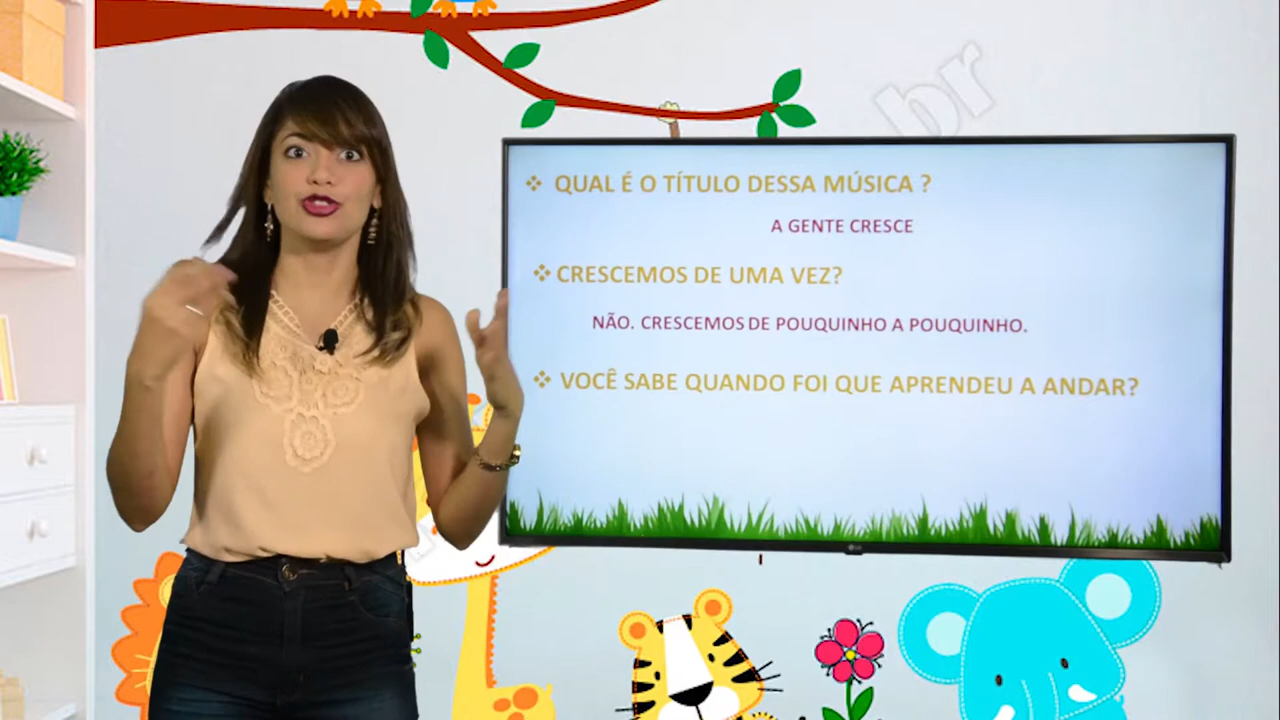 br
❖ QUAL É O TÍTULO DESSA MÚSICA ?
A GENTE CRESCE
❖ CRESCEMOS DE UMA VEZ?
NÃO. CRESCEMOS DE POUQUINHO A POUQUINHO.
❖ VOCÊ SABE QUANDO FOI QUE APRENDEU A ANDAR?
LG